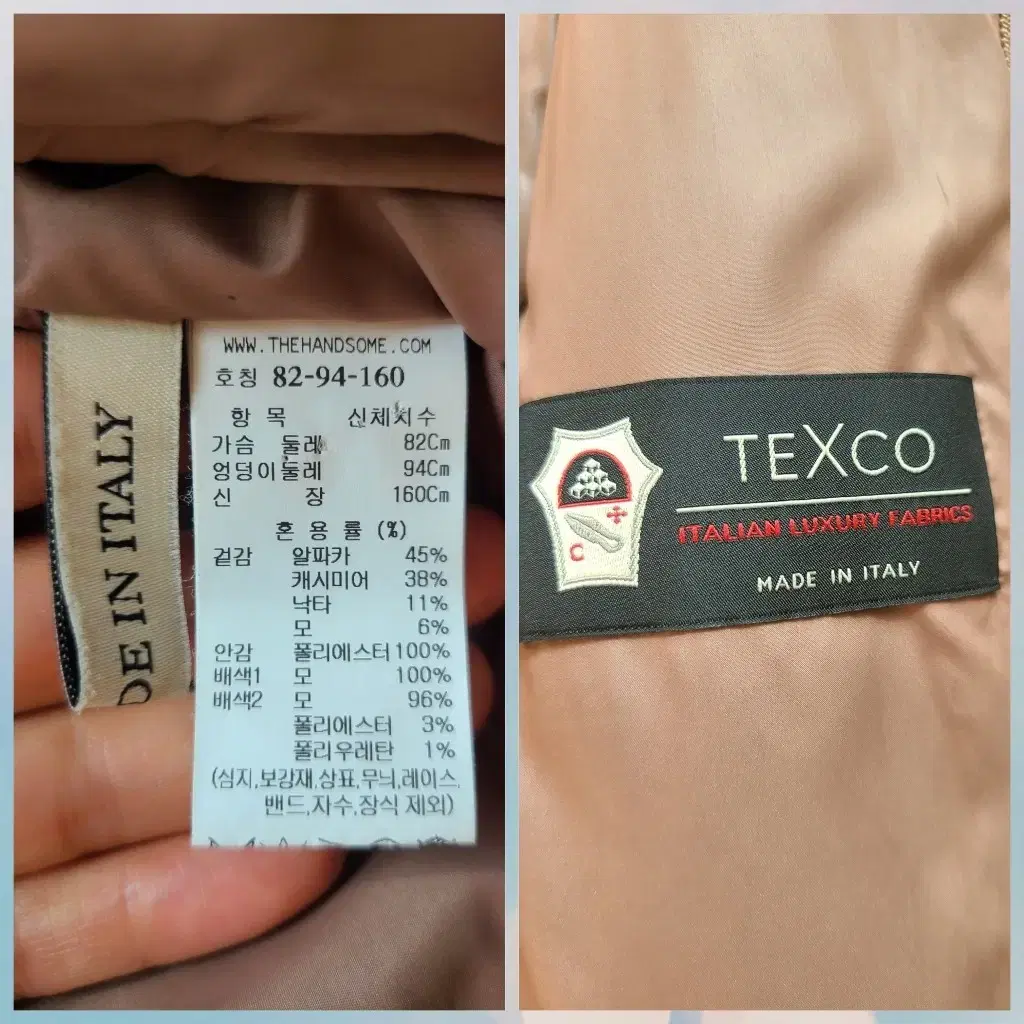 DE IN ITALY
WWW.THEHANDSOME.COM
호칭 82-94-160
항 목 신체치수
가슴 둘레 82Cm
엉덩이둘레 94Cm
신 장 160Cm
혼 용 률 (%)
겉감 알파카 45%
캐시미어 38%
낙타 11%
모 6%
안감 폴리에스터 100%
배색1 모 100%
배색2 모 96%
폴리에스터 3%
폴리우레탄 1%
(심지,보강재,상표,무늬,레이스,
밴드,자수,장식 제외)
TEXCO
ITALIAN LUXURY FABRICS
C
MADE IN ITALY